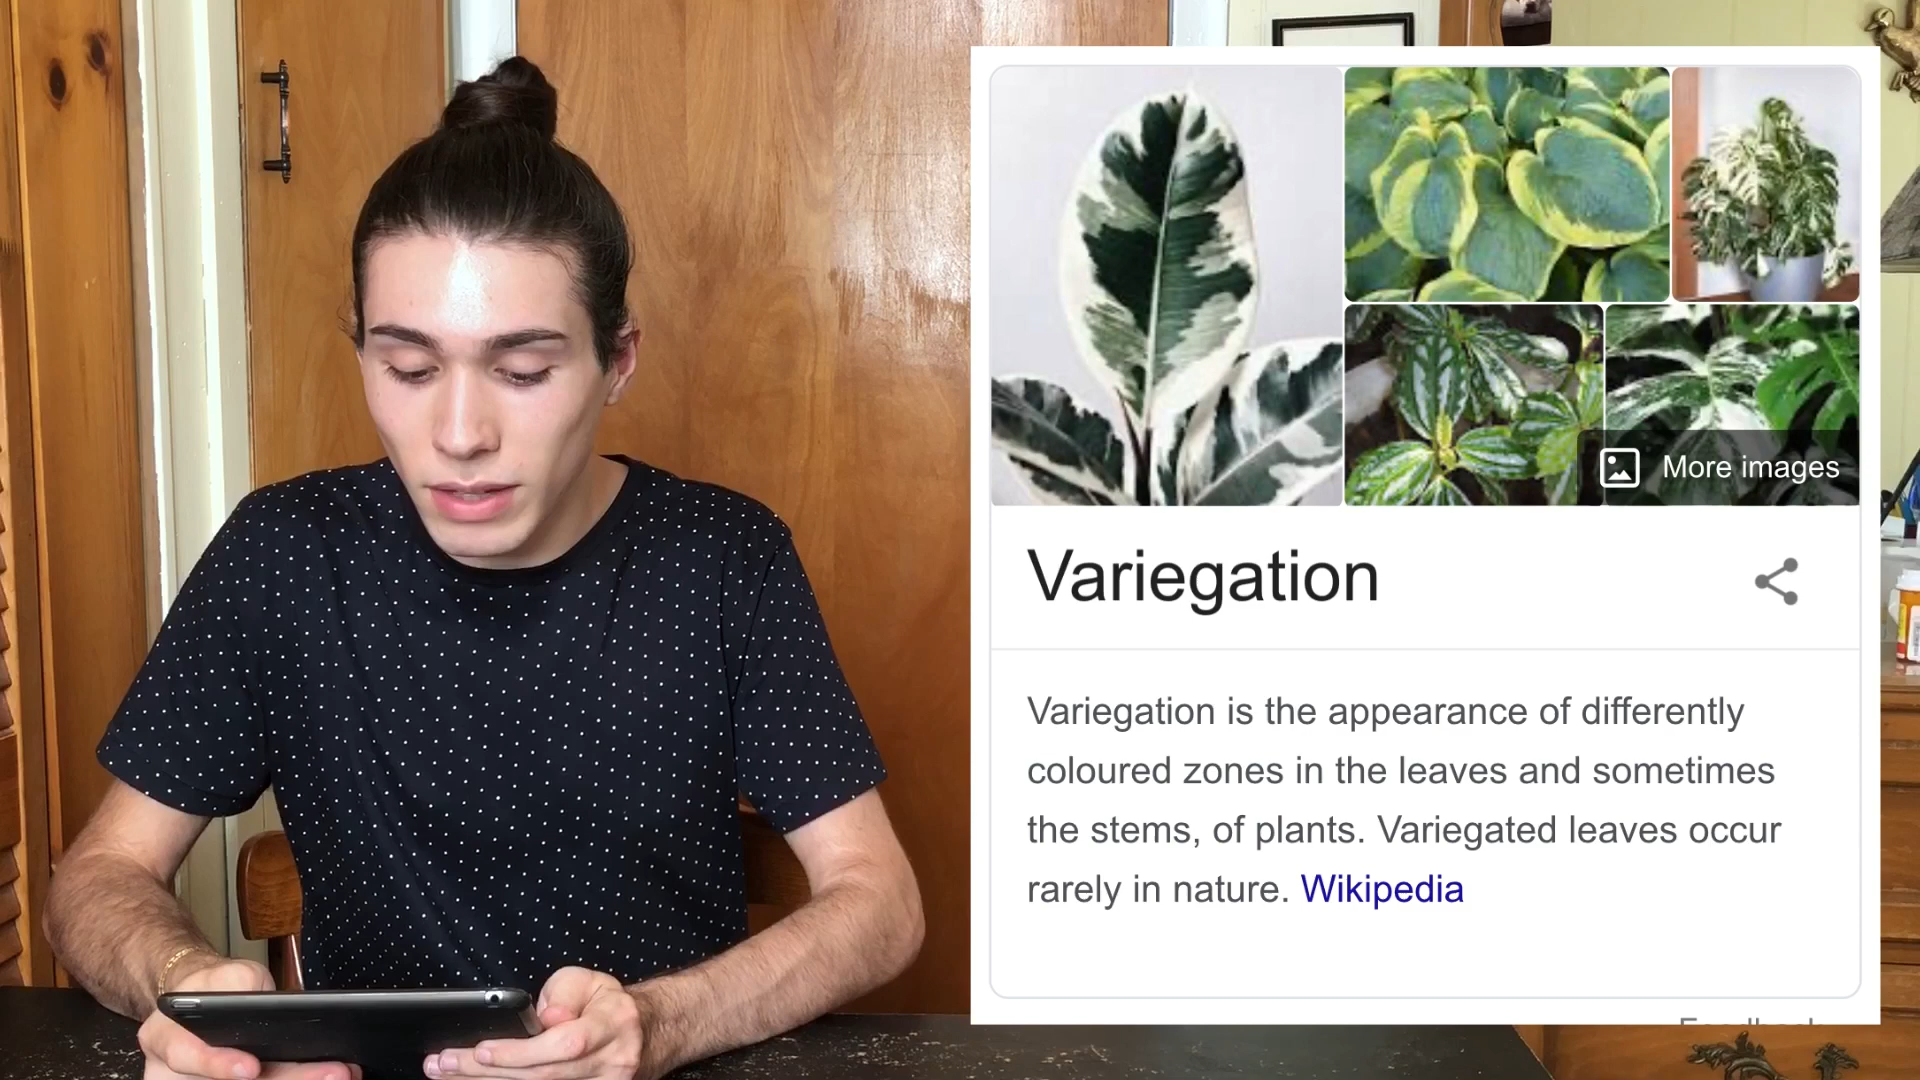 More images
Variegation
Variegation is the appearance of differently
coloured zones in the leaves and sometimes
the stems, of plants. Variegated leaves occur
rarely in nature. Wikipedia